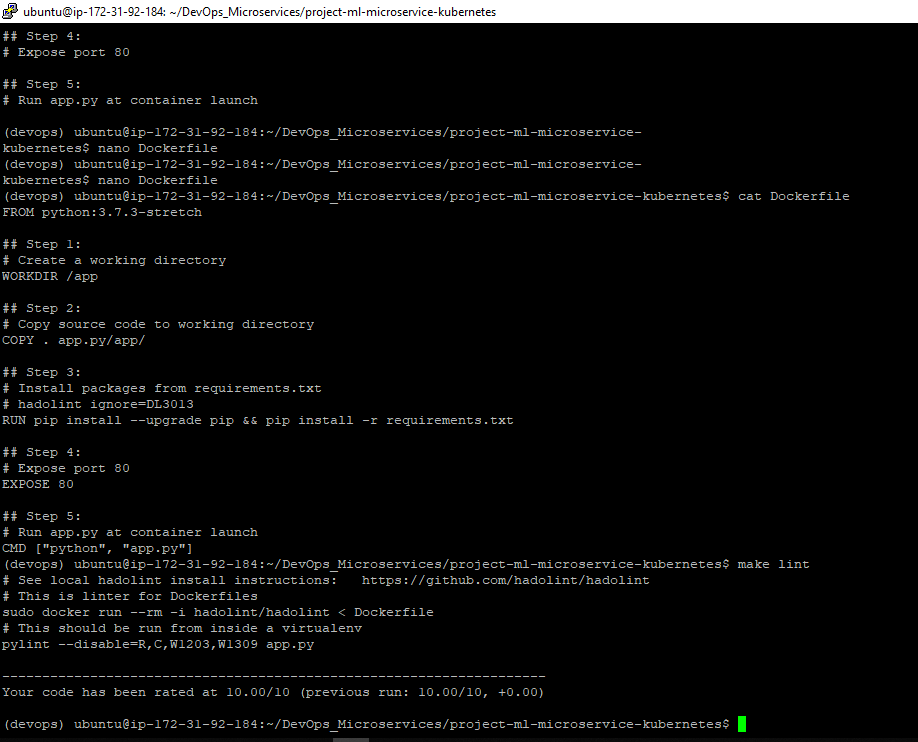 ubuntu@ip-172-31-92-184: ~/DevOps_Microservices/project-ml-microservice-kubernetes
## Step 4:
# Expose port 80
## Step 5:
# Run app.py at container launch
(devops) ubuntu@ip-172-31-92-184:~/DevOps_Microservices/project-ml-microservice-
kubernetes$ nano Dockerfile
(devops) ubuntu@ip-172-31-92-184:~/DevOps_Microservices/project-ml-microservice-
kubernetes$ nano Dockerfile
(devops) ubuntu@ip-172-31-92-184:~/DevOps_Microservices/project-ml-microservice-kubernetes$ cat Dockerfile
FROM python:3.7.3-stretch
## Step 1:
# Create a working directory
WORKDIR /app
## Step 2:
# Copy source code to working directory
COPY . app.py/app/
## Step 3:
# Install packages from requirements.txt
# hadolint ignore=DL3013
RUN pip install --upgrade pip && pip install -r requirements.txt
## Step 4:
# Expose port 80
EXPOSE 80
## Step 5:
# Run app.py at container launch
CMD ["python", "app.py"]
(devops) ubuntu@ip-172-31-92-184:~/DevOps_Microservices/project-ml-microservice-kubernetes$ make lint
# See local hadolint install instructions:   https://github.com/hadolint/hadolint
# This is linter for Dockerfiles
sudo docker run --rm -i hadolint/hadolint < Dockerfile
# This should be run from inside a virtualenv
pylint --disable=R,C,W1203,W1309 app.py
--------------------------------------------------------------------
Your code has been rated at 10.00/10 (previous run: 10.00/10, +0.00)
(devops) ubuntu@ip-172-31-92-184:~/DevOps_Microservices/project-ml-microservice-kubernetes$